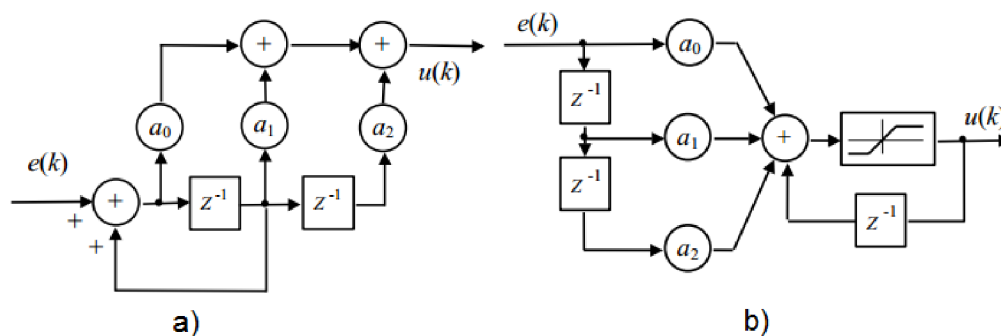 +
+
u(k)
a₀
a₁
a₂
e(k)
+
+
+
Z⁻¹
Z⁻¹
a)
e(k)
a₀
Z⁻¹
a₁
+
u(k)
Z⁻¹
Z⁻¹
a₂
b)